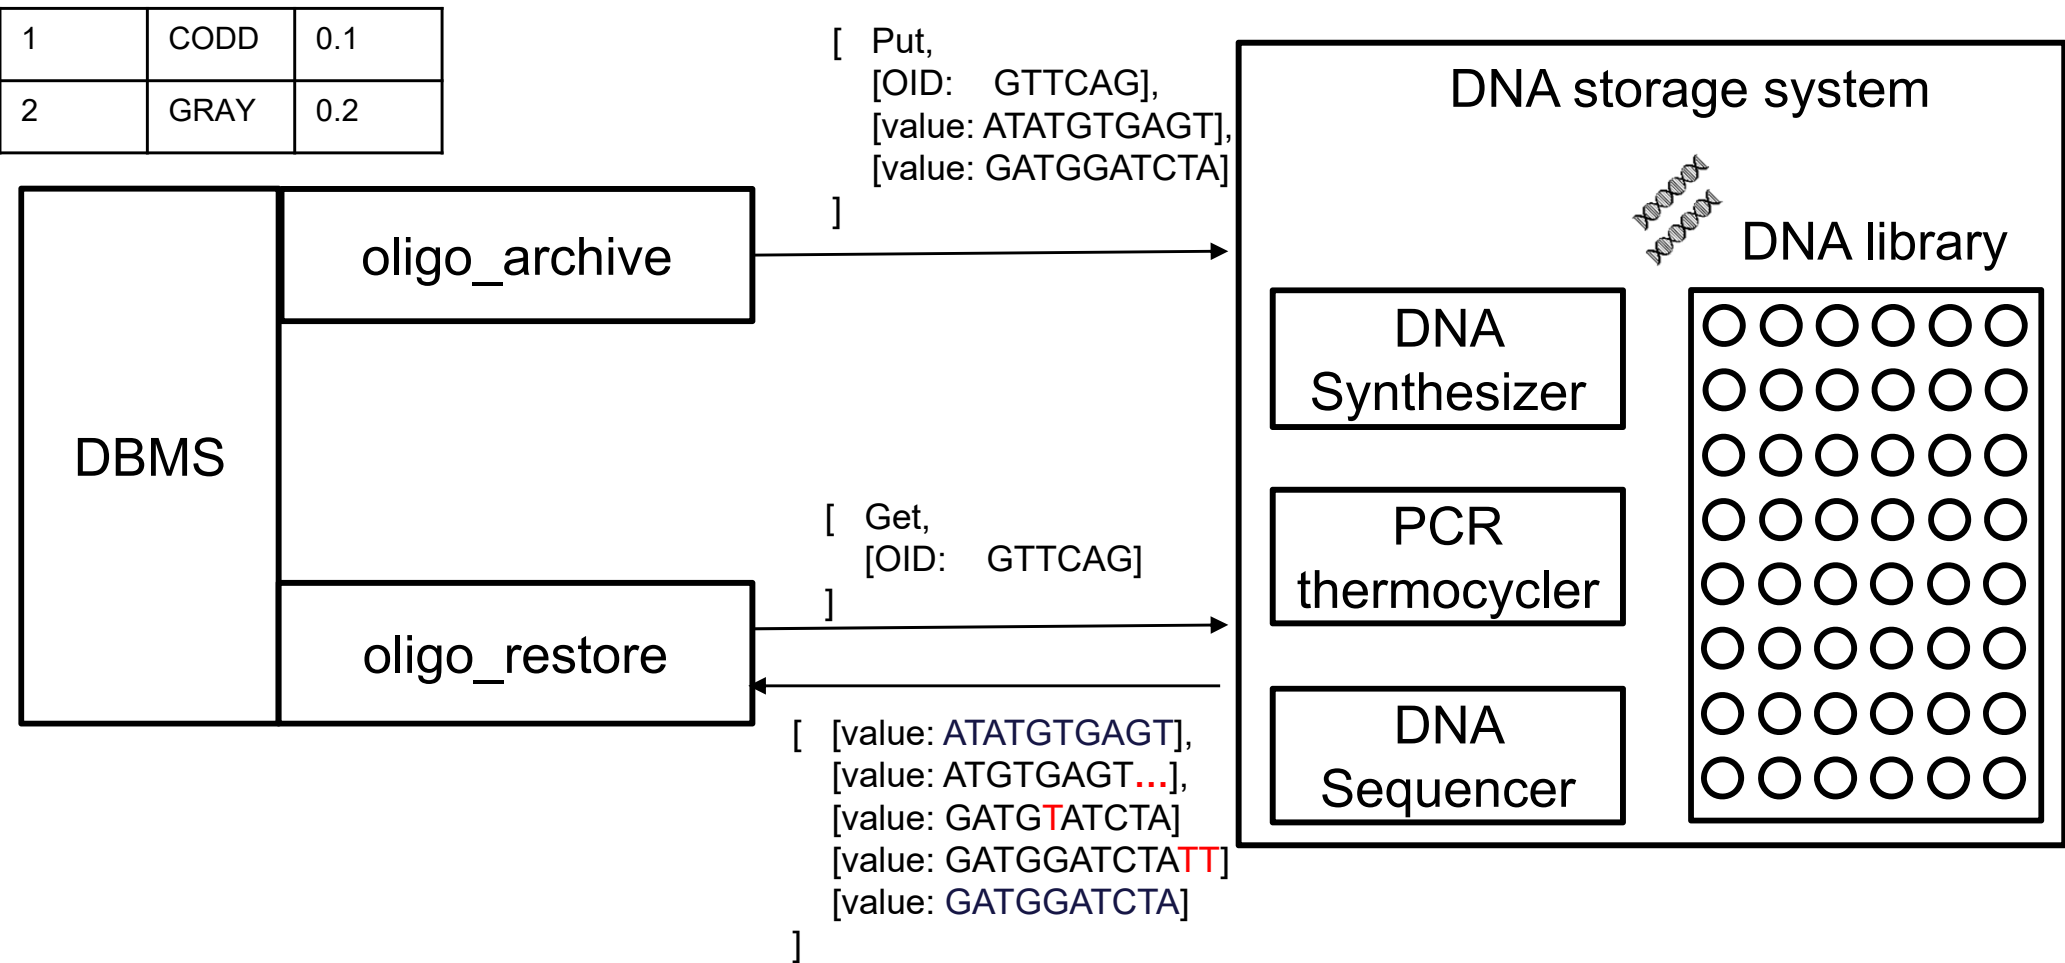 1 CODD 0.1
2 GRAY 0.2
[ Put,
[OID: GTTCAG],
[value: ATATGTGAGT],
[value: GATGGATCTA]
]
DBMS
oligo_archive
oligo_restore
[ Get,
[OID: GTTCAG]
]
[ [value: ATATGTGAGT],
[value: ATGTGAGT...],
[value: GATGTATCTA]
[value: GATGGATCTATT]
[value: GATGGATCTA]
]
DNA storage system
DNA library
DNA
Synthesizer
PCR
thermocycler
DNA
Sequencer